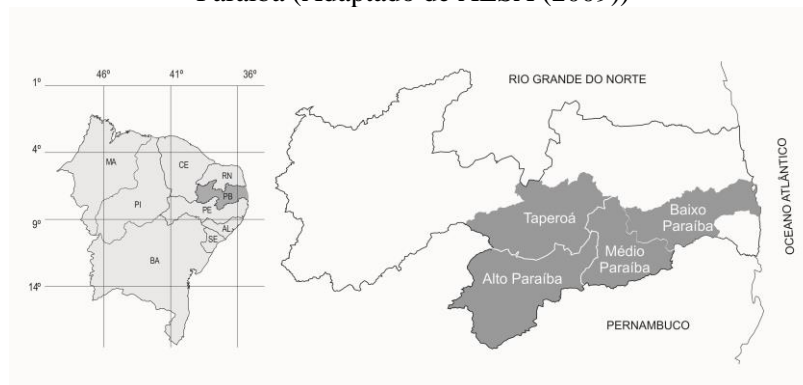 Paraíba (Adaptado de AESA (2009))
46º 41º 36º
1º
4º
9º
14º
MA
CE
RN
PB
PI
PE
AL
SE
BA
RIO GRANDE DO NORTE
OCEANO ATLÂNTICO
Taperoá
Baixo
Paraíba
Médio
Paraíba
Alto Paraíba
PERNAMBUCO